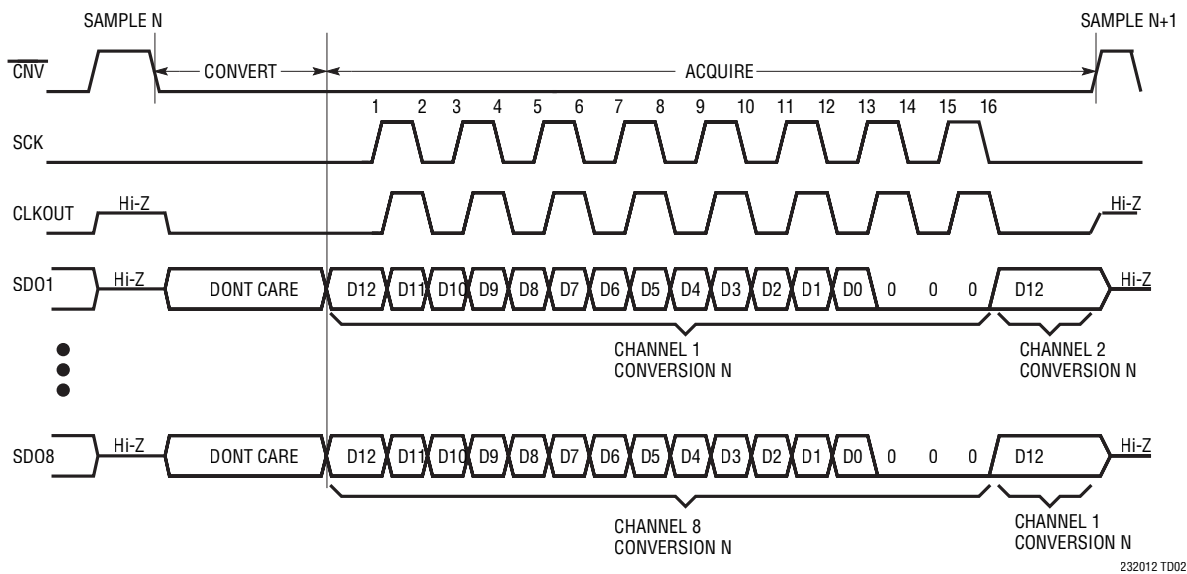 SAMPLE N SAMPLE N+1
CNV CONVERT ACQUIRE
1 2 3 4 5 6 7 8 9 10 11 12 13 14 15 16
SCK
CLKOUT Hi-Z Hi-Z
SDO1 Hi-Z DONT CARE D12 D11 D10 D9 D8 D7 D6 D5 D4 D3 D2 D1 D0 0 0 0 D12 Hi-Z
CHANNEL 1 CHANNEL 2
CONVERSION N CONVERSION N
SDO8 Hi-Z DONT CARE D12 D11 D10 D9 D8 D7 D6 D5 D4 D3 D2 D1 D0 0 0 0 D12 Hi-Z
CHANNEL 8 CHANNEL 1
CONVERSION N CONVERSION N
232012 TD02